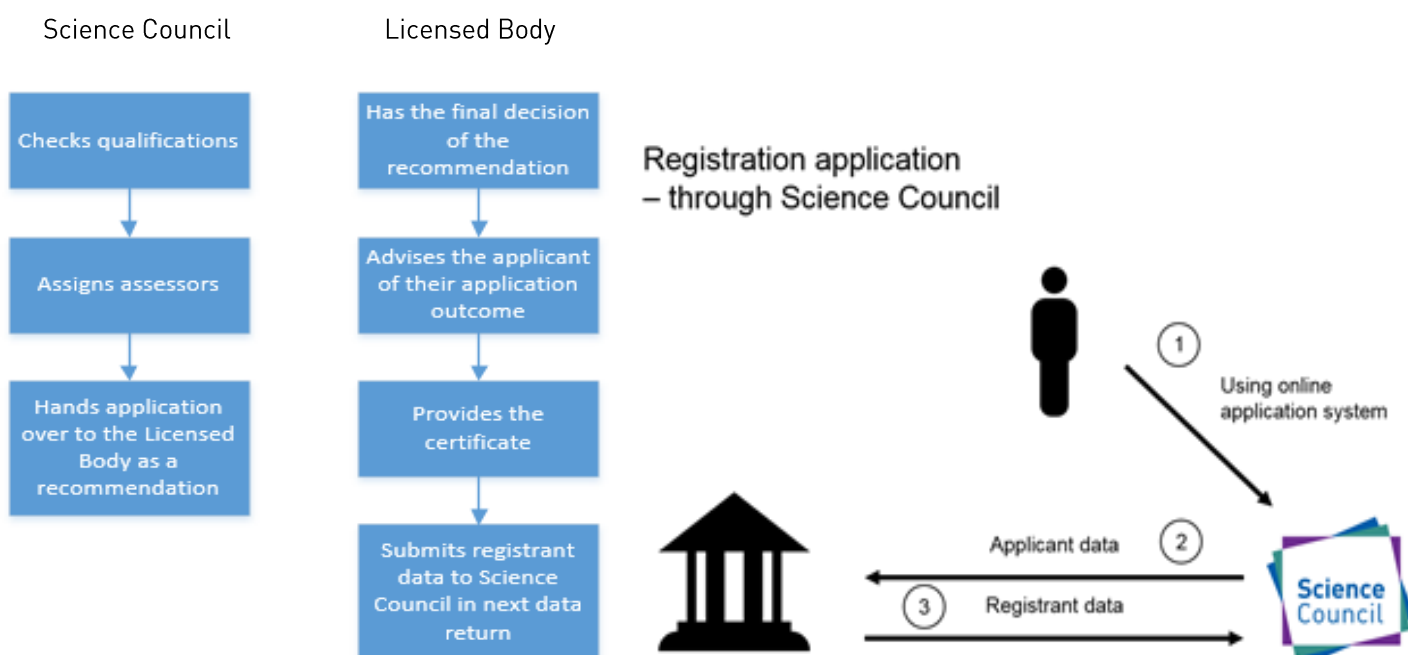 Science Council
Checks qualifications
Assigns assessors
Hands application
over to the Licensed
Body as a
recommendation
Licensed Body
Has the final decision
of the
recommendation
Advises the applicant
of their application
outcome
Provides the
certificate
Submits registrant
data to Science
Council in next data
return
Registration application
– through Science Council
1
Using online
application system
Applicant data
2
3
Registrant data
Science
Council